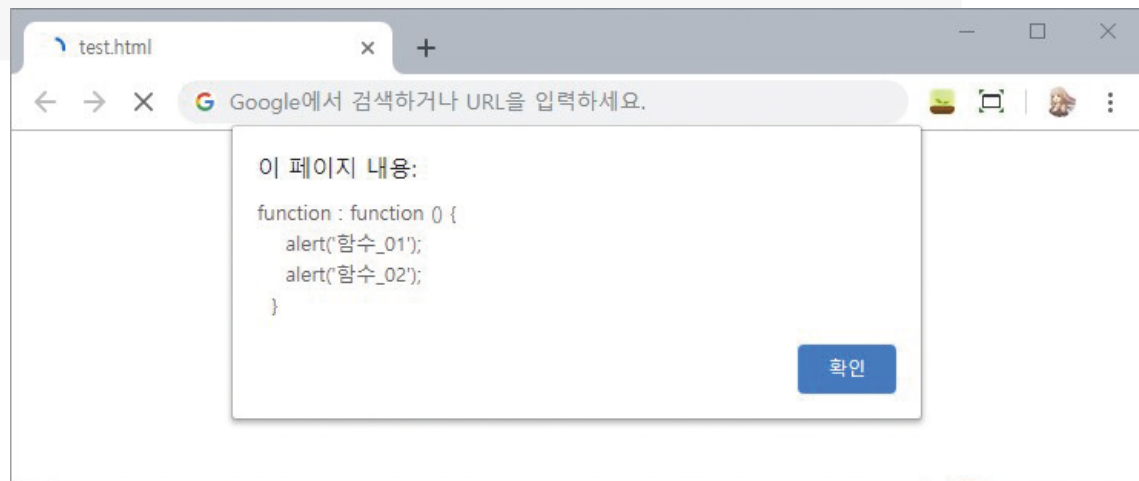 test.html
Google에서 검색하거나 URL을 입력하세요.
이 페이지 내용:
function : function () {
alert('함수_01');
alert('함수_02');
}
확인